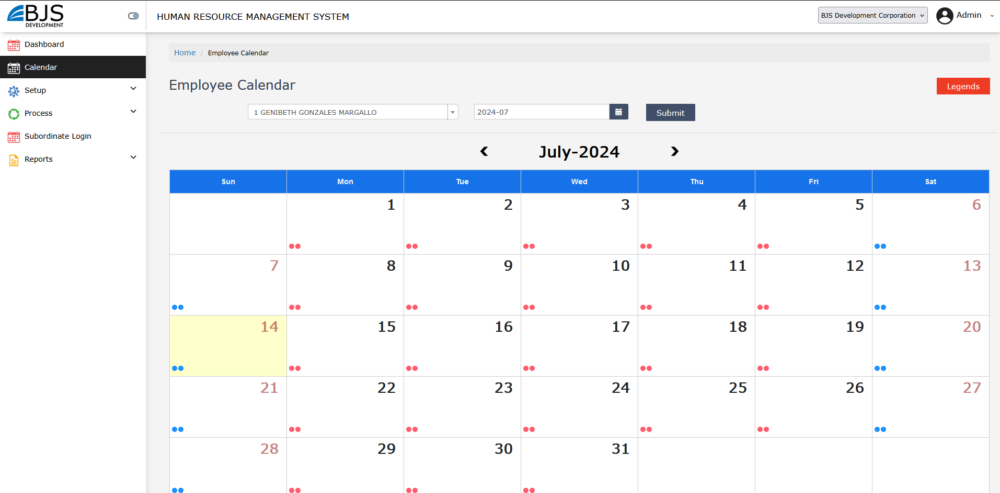 BJS
DEVELOPMENT
HUMAN RESOURCE MANAGEMENT SYSTEM
BJS Development Corporation
Admin
Dashboard
Calendar
Setup
Process
Subordinate Login
Reports
Home / Employee Calendar
Employee Calendar
Legends
1 GENIBETH GONZALES MARGALLO
2024-07
Submit
July-2024
Sun Mon Tue Wed Thu Fri Sat
1 2 3 4 5 6
7 8 9 10 11 12 13
14 15 16 17 18 19 20
21 22 23 24 25 26 27
28 29 30 31